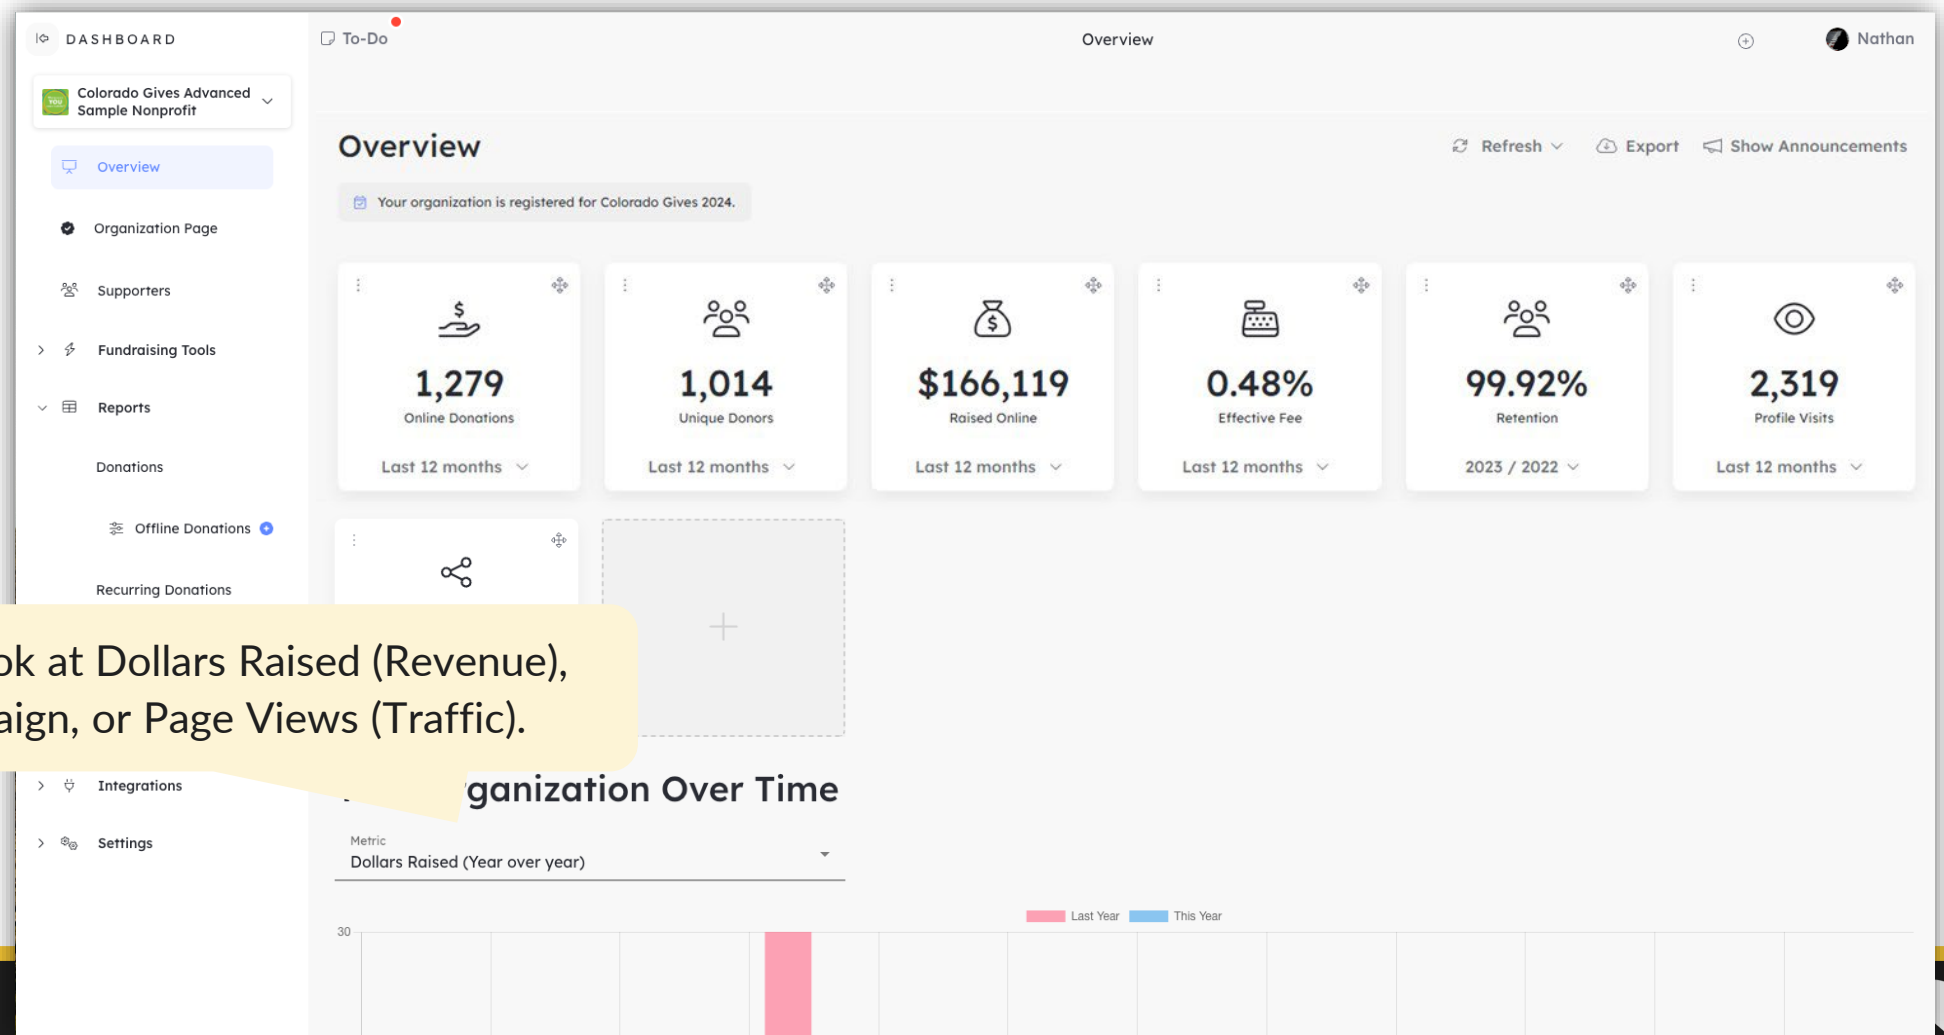 DASHBOARD
To-Do
Overview
Nathan
Colorado Gives Advanced
Sample Nonprofit
Overview
Organization Page
Supporters
Fundraising Tools
Reports
Donations
Offline Donations
Recurring Donations
Integrations
Settings
Overview
Refresh
Export
Show Announcements
Your organization is registered for Colorado Gives 2024.
1,279
Online Donations
Last 12 months
1,014
Unique Donors
Last 12 months
$166,119
Raised Online
Last 12 months
0.48%
Effective Fee
Last 12 months
99.92%
Retention
2023 / 2022
2,319
Profile Visits
Last 12 months
ok at Dollars Raised (Revenue),
aign, or Page Views (Traffic).
ganization Over Time
Metric
Dollars Raised (Year over year)
Last Year
This Year
30